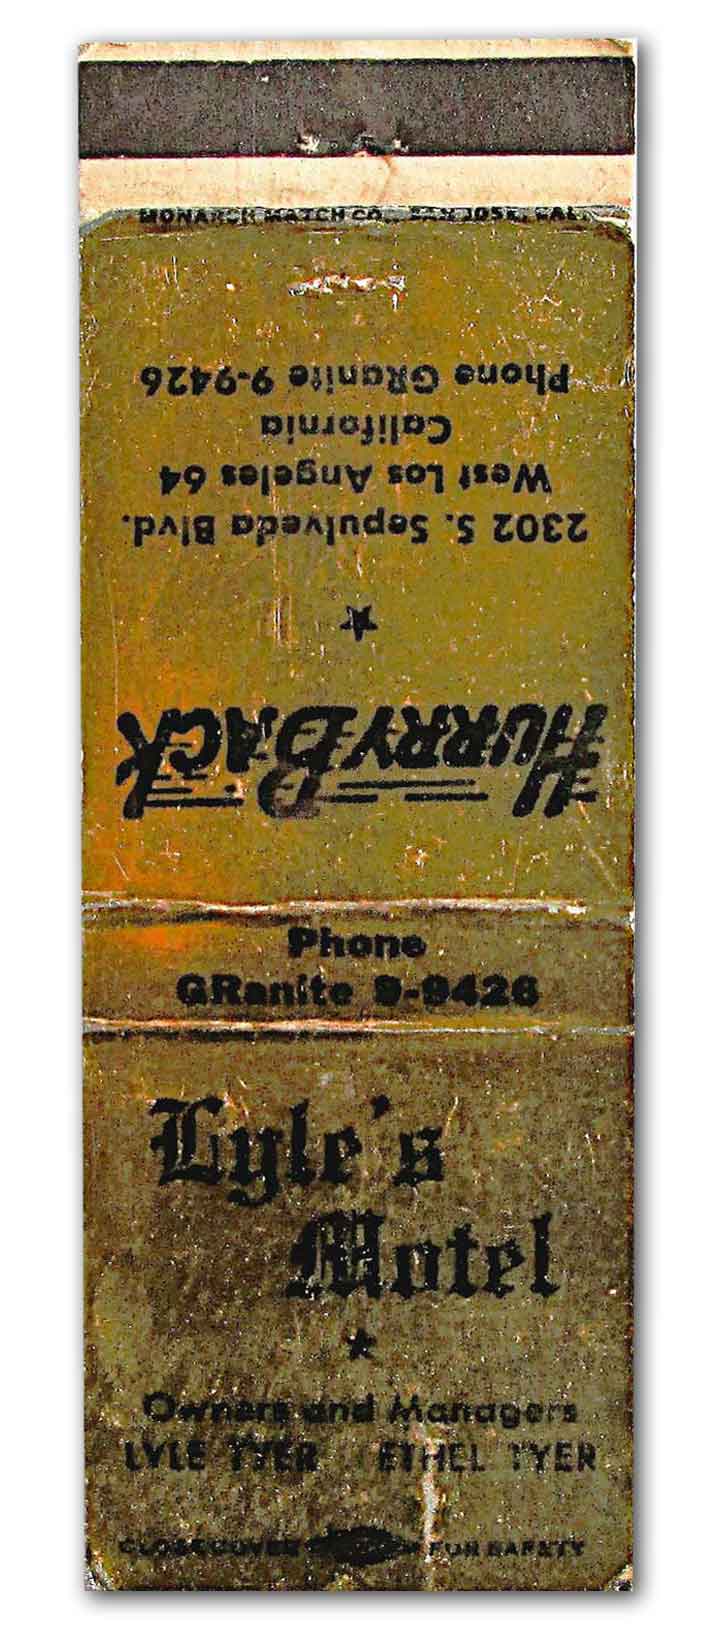 MONARCH MATCH CO. SAN JOSE, CAL.
Hurry Back
2302 S. Sepulveda Blvd.
West Los Angeles 64
California
Phone GRanite 9-9426
Phone
GRanite 9-9426
Lyle's
Motel
Owners and Managers
LYLE TYER ETHEL TYER
CLOSE COVER FOR SAFETY